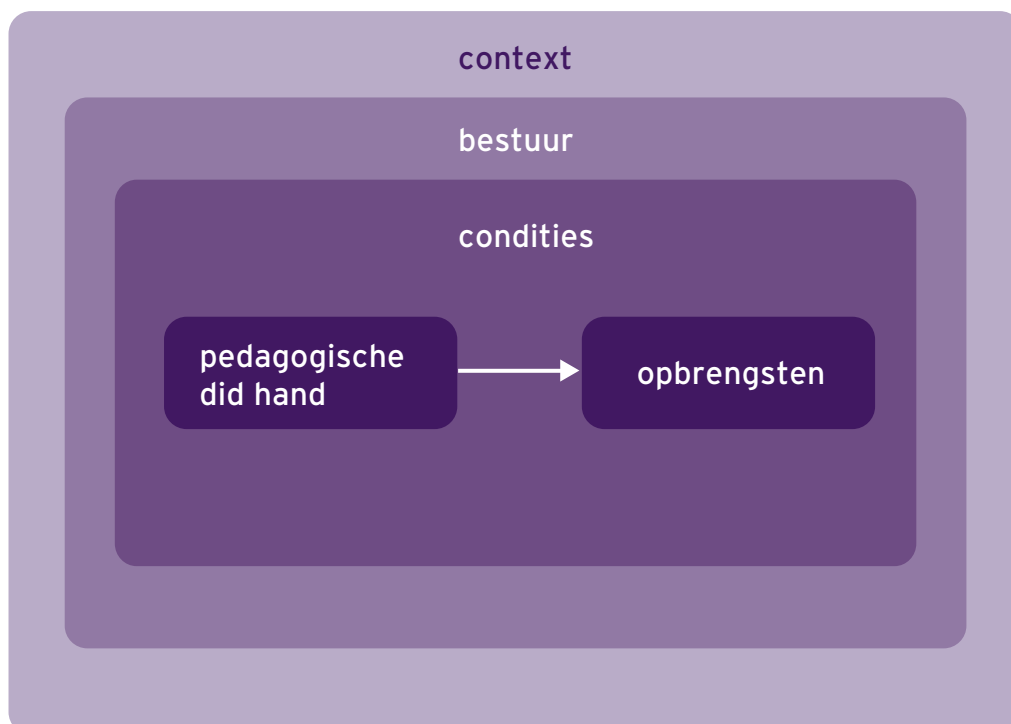 context
bestuur
condities
pedagogische
did hand
opbrengsten